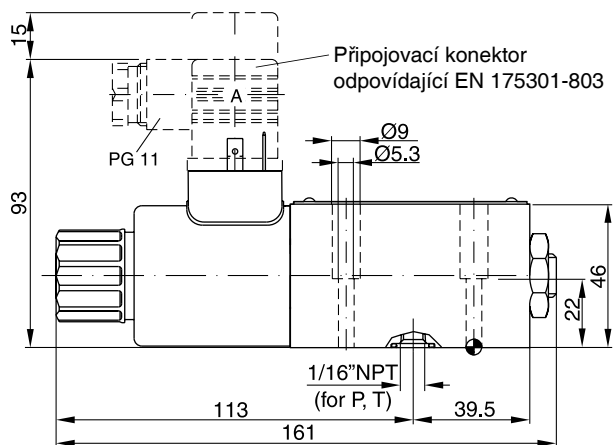 15
Připojovací konektor
odpovídající EN 175301-803
A
PG 11
93
Ø9
Ø5.3
46
22
1/16"NPT
(for P, T)
113
39.5
161